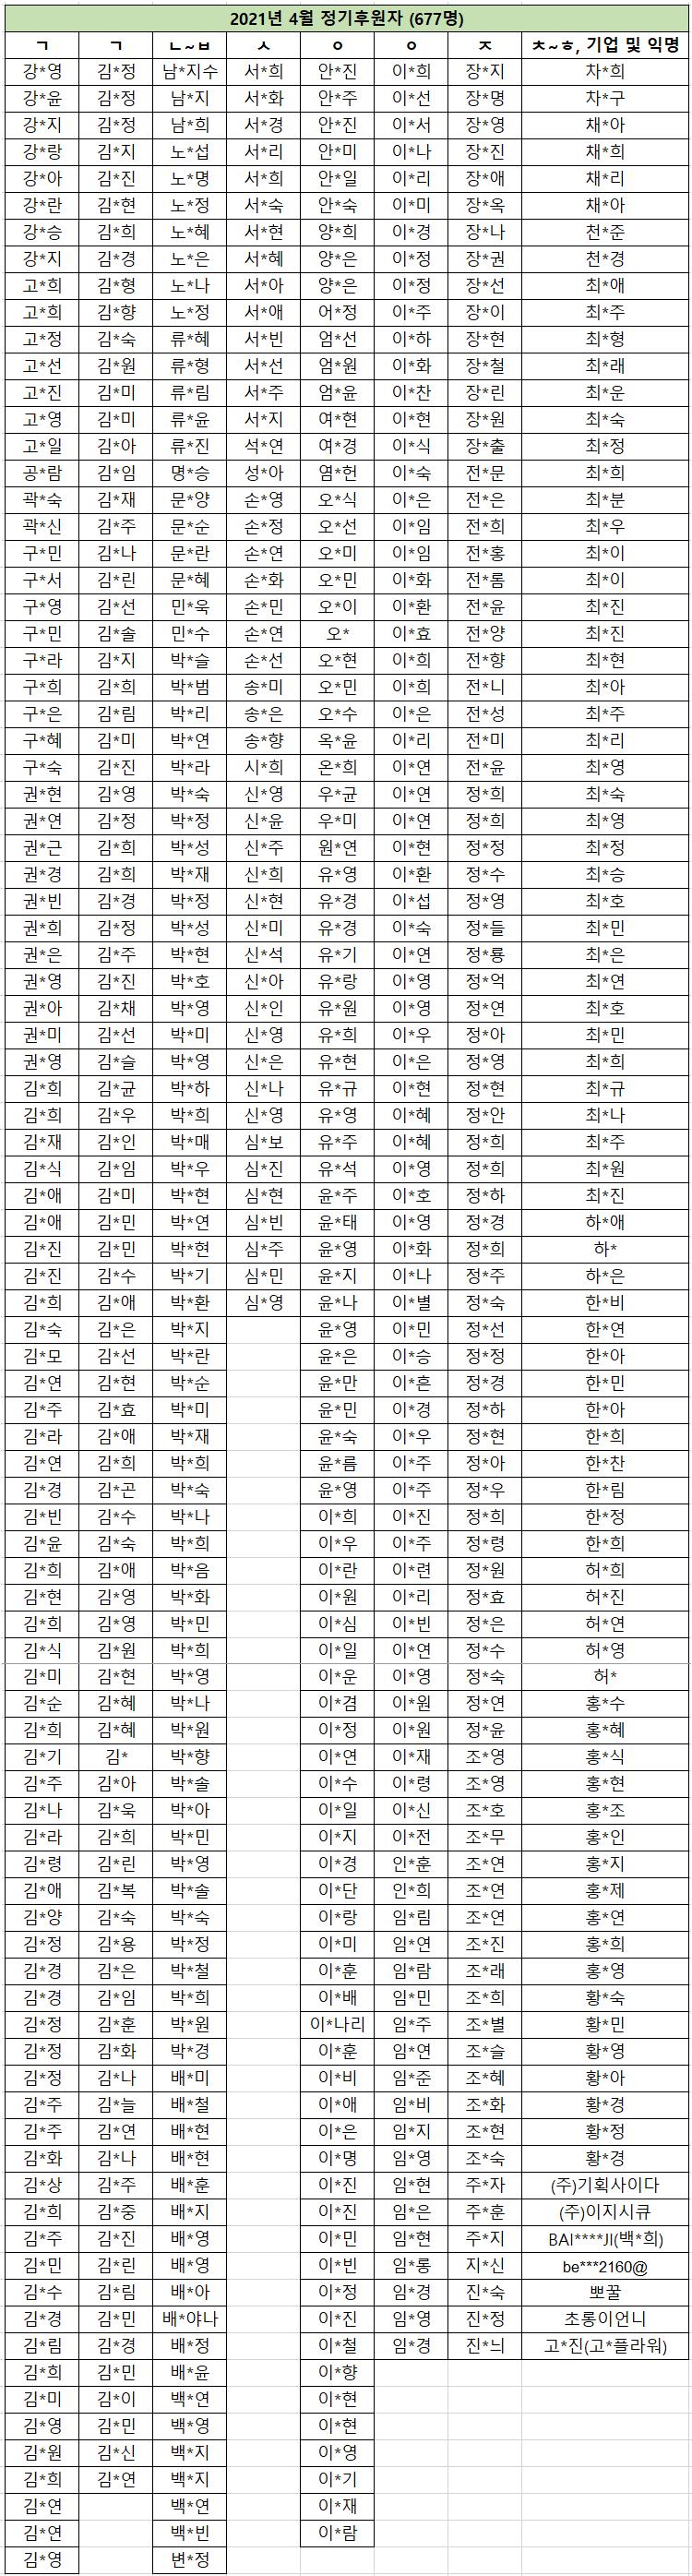 2021년 4월 정기후원자 (677명)
ㄱ ㄱ ㄴ~ㅂ ㅅ ㅇ ㅇ ㅈ ㅊ~ㅎ, 기업 및 익명
강*영 김*정 남*지수 서*희 안*진 이*희 장*지 차*희
강*윤 김*정 남*지 서*화 안*주 이*선 장*명 차*구
강*지 김*정 남*희 서*경 안*진 이*서 장*영 채*아
강*랑 김*지 노*섭 서*리 안*미 이*나 장*진 채*희
강*아 김*진 노*명 서*희 안*일 이*리 장*애 채*리
강*란 김*현 노*정 서*숙 안*숙 이*미 장*옥 채*아
강*승 김*희 노*혜 서*현 양*희 이*경 장*나 천*준
강*지 김*경 노*은 서*혜 양*은 이*정 장*권 천*경
고*희 김*형 노*나 서*아 양*은 이*정 장*선 최*애
고*희 김*향 노*정 서*애 어*정 이*주 장*이 최*주
고*정 김*숙 류*혜 서*빈 엄*선 이*하 장*현 최*형
고*선 김*원 류*형 서*선 엄*원 이*화 장*철 최*래
고*진 김*미 류*림 서*주 엄*윤 이*찬 장*린 최*운
고*영 김*미 류*윤 서*지 여*현 이*현 장*원 최*숙
고*일 김*아 류*진 석*연 여*경 이*식 장*출 최*정
공*람 김*임 명*승 성*아 염*헌 이*숙 전*문 최*희
곽*숙 김*재 문*양 손*영 오*식 이*은 전*은 최*분
곽*신 김*주 문*순 손*정 오*선 이*임 전*희 최*우
구*민 김*나 문*란 손*연 오*미 이*임 전*홍 최*이
구*서 김*린 문*혜 손*화 오*민 이*화 전*롬 최*이
구*영 김*선 민*욱 손*민 오*이 이*환 전*윤 최*진
구*민 김*솔 민*수 손*연 오* 이*효 전*양 최*진
구*라 김*지 박*슬 손*선 오*현 이*희 전*향 최*현
구*희 김*희 박*범 송*미 오*민 이*희 전*니 최*아
구*은 김*림 박*리 송*은 오*수 이*은 전*성 최*주
구*혜 김*미 박*연 송*향 옥*윤 이*리 전*미 최*리
구*숙 김*진 박*라 시*희 온*희 이*연 전*윤 최*영
권*현 김*영 박*숙 신*영 우*균 이*연 정*희 최*숙
권*연 김*정 박*정 신*윤 우*미 이*연 정*희 최*영
권*근 김*희 박*성 신*주 원*연 이*현 정*정 최*정
권*경 김*희 박*재 신*희 유*영 이*환 정*수 최*승
권*빈 김*경 박*정 신*현 유*경 이*섭 정*영 최*호
권*희 김*정 박*성 신*미 유*경 이*숙 정*들 최*민
권*은 김*주 박*현 신*석 유*기 이*연 정*룡 최*은
권*영 김*진 박*호 신*아 유*랑 이*영 정*억 최*연
권*아 김*채 박*영 신*인 유*원 이*영 정*연 최*호
권*미 김*선 박*미 신*영 유*희 이*우 정*아 최*민
권*영 김*슬 박*영 신*은 유*현 이*은 정*영 최*희
김*희 김*균 박*하 신*나 유*규 이*현 정*현 최*규
김*희 김*우 박*희 신*영 유*영 이*혜 정*안 최*나
김*재 김*인 박*매 심*보 유*주 이*혜 정*희 최*주
김*식 김*임 박*우 심*진 유*석 이*영 정*희 최*원
김*애 김*미 박*현 심*현 윤*주 이*호 정*하 최*진
김*애 김*민 박*연 심*빈 윤*태 이*영 정*경 하*애
김*진 김*민 박*현 심*주 윤*영 이*화 정*희 하*
김*진 김*수 박*기 심*민 윤*지 이*나 정*주 하*은
김*희 김*애 박*환 심*영 윤*나 이*별 정*숙 한*비
김*숙 김*은 박*지 윤*영 이*민 정*선 한*연
김*모 김*선 박*란 윤*은 이*승 정*정 한*아
김*연 김*현 박*순 윤*만 이*흔 정*경 한*민
김*주 김*효 박*미 윤*민 이*경 정*하 한*아
김*라 김*애 박*재 윤*숙 이*우 정*현 한*희
김*연 김*희 박*희 윤*름 이*주 정*아 한*찬
김*경 김*곤 박*숙 윤*영 이*주 정*우 한*림
김*빈 김*수 박*나 이*희 이*진 정*희 한*정
김*윤 김*숙 박*희 이*우 이*주 정*령 한*희
김*희 김*애 박*음 이*란 이*련 정*원 허*희
김*현 김*영 박*화 이*원 이*리 정*효 허*진
김*희 김*영 박*민 이*심 이*빈 정*은 허*연
김*식 김*원 박*희 이*일 이*연 정*수 허*영
김*미 김*현 박*영 이*운 이*영 정*숙 허*
김*순 김*혜 박*나 이*겸 이*원 정*연 홍*수
김*희 김*혜 박*원 이*정 이*원 정*윤 홍*혜
김*기 김* 박*향 이*연 이*재 조*영 홍*식
김*주 김*아 박*솔 이*수 이*령 조*영 홍*현
김*나 김*욱 박*아 이*일 이*신 조*호 홍*조
김*라 김*희 박*민 이*지 이*전 조*무 홍*인
김*령 김*린 박*영 이*경 인*훈 조*연 홍*지
김*애 김*복 박*솔 이*단 인*희 조*연 홍*제
김*양 김*숙 박*숙 이*랑 임*림 조*연 홍*연
김*정 김*용 박*정 이*미 임*연 조*진 홍*희
김*경 김*은 박*철 이*훈 임*람 조*래 홍*영
김*경 김*임 박*희 이*배 임*민 조*희 황*숙
김*정 김*훈 박*원 이*나리 임*주 조*별 황*민
김*정 김*화 박*경 이*훈 임*연 조*슬 황*영
김*정 김*나 배*미 이*비 임*준 조*혜 황*아
김*주 김*늘 배*철 이*애 임*비 조*화 황*경
김*주 김*연 배*현 이*은 임*지 조*현 황*정
김*화 김*나 배*현 이*명 임*영 조*숙 황*경
김*상 김*주 배*훈 이*진 임*현 주*자 (주)기획사이다
김*희 김*중 배*지 이*진 임*은 주*훈 (주)이지시큐
김*주 김*진 배*영 이*민 임*현 주*지 BAI****JI(백*희)
김*민 김*린 배*영 이*빈 임*롱 지*신 be***2160@
김*수 김*림 배*아 이*정 임*경 진*숙 뽀꿀
김*경 김*민 배*야나 이*진 임*영 진*정 초롱이언니
김*림 김*경 배*정 이*철 임*경 진*늬 고*진(고*플라워)
김*희 김*민 배*윤 이*향
김*미 김*이 백*연 이*현
김*영 김*민 백*영 이*현
김*원 김*신 백*지 이*영
김*희 김*연 백*지 이*기
김*연 백*연 이*재
김*연 백*빈 이*람
김*영 변*정